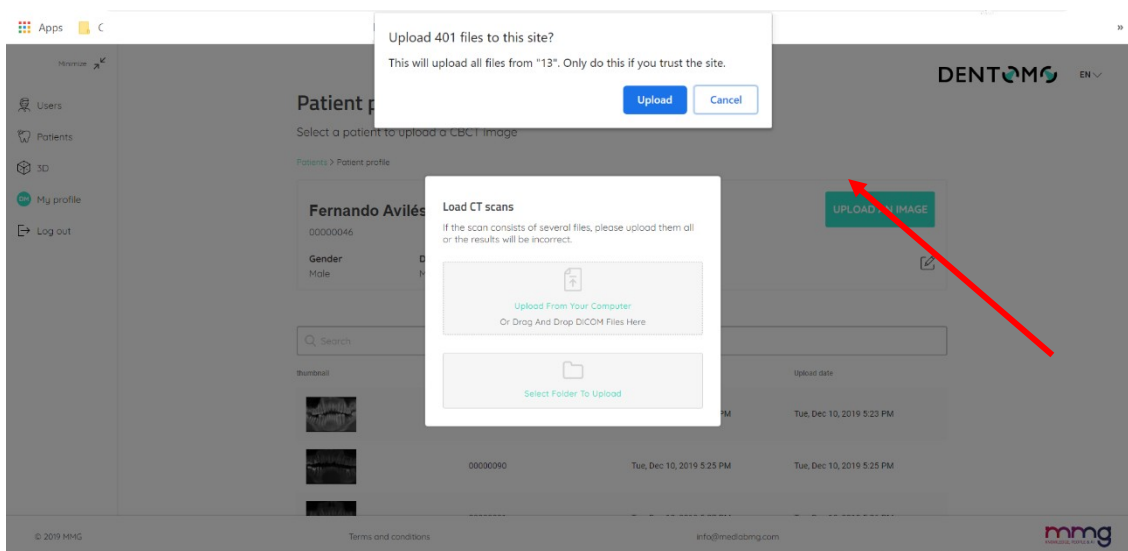 Apps
Upload 401 files to this site?
This will upload all files from "13". Only do this if you trust the site.
Upload
Cancel
»
Minimize
DENTOMG
EN
Users
Patients
3D
My profile
Log out
Patient
Select a patient to upload a CBCT image
Patients > Patient profile
Fernando Avilés
00000046
UPLOAD AN IMAGE
Gender
Male
Load CT scans
If the scan consists of several files, please upload them all
or the results will be incorrect.
Upload From Your Computer
Or Drag And Drop DICOM Files Here
Select Folder To Upload
Search
thumbnail
Upload date
PM
Tue, Dec 10, 2019 5:23 PM
00000090
Tue, Dec 10, 2019 5:25 PM
Tue, Dec 10, 2019 5:25 PM
© 2019 MMG
Terms and conditions
info@mediabmg.com
mmg